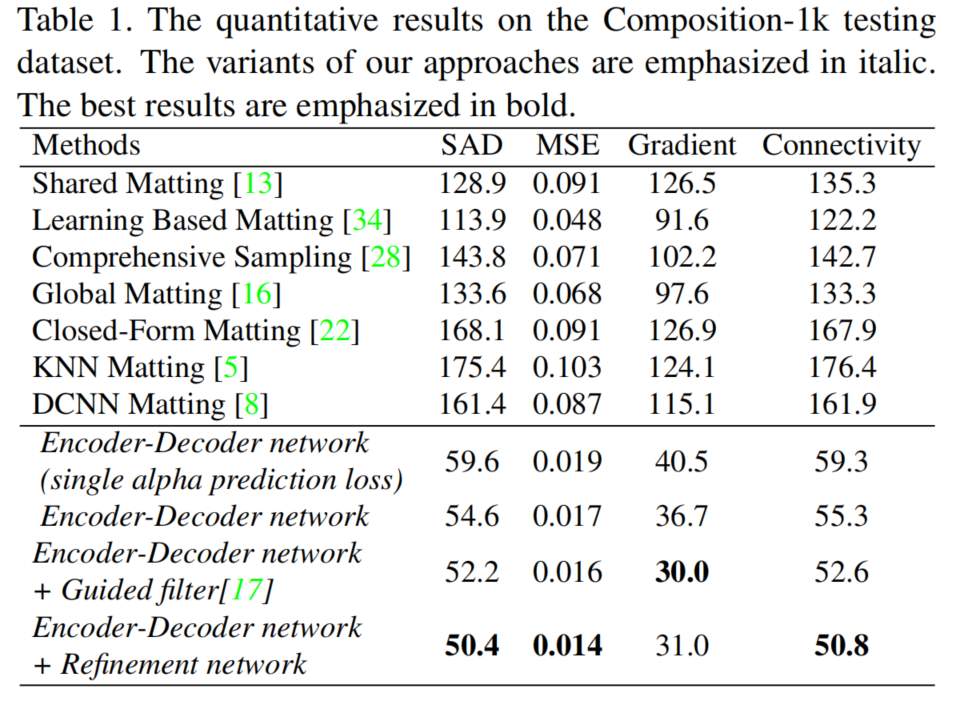 Table 1. The quantitative results on the Composition-1k testing
dataset. The variants of our approaches are emphasized in italic.
The best results are emphasized in bold.
Methods SAD MSE Gradient Connectivity
Shared Matting [13] 128.9 0.091 126.5 135.3
Learning Based Matting [34] 113.9 0.048 91.6 122.2
Comprehensive Sampling [28] 143.8 0.071 102.2 142.7
Global Matting [16] 133.6 0.068 97.6 133.3
Closed-Form Matting [22] 168.1 0.091 126.9 167.9
KNN Matting [5] 175.4 0.103 124.1 176.4
DCNN Matting [8] 161.4 0.087 115.1 161.9
Encoder-Decoder network
(single alpha prediction loss) 59.6 0.019 40.5 59.3
Encoder-Decoder network 54.6 0.017 36.7 55.3
Encoder-Decoder network
+ Guided filter[17] 52.2 0.016 30.0 52.6
Encoder-Decoder network
+ Refinement network 50.4 0.014 31.0 50.8